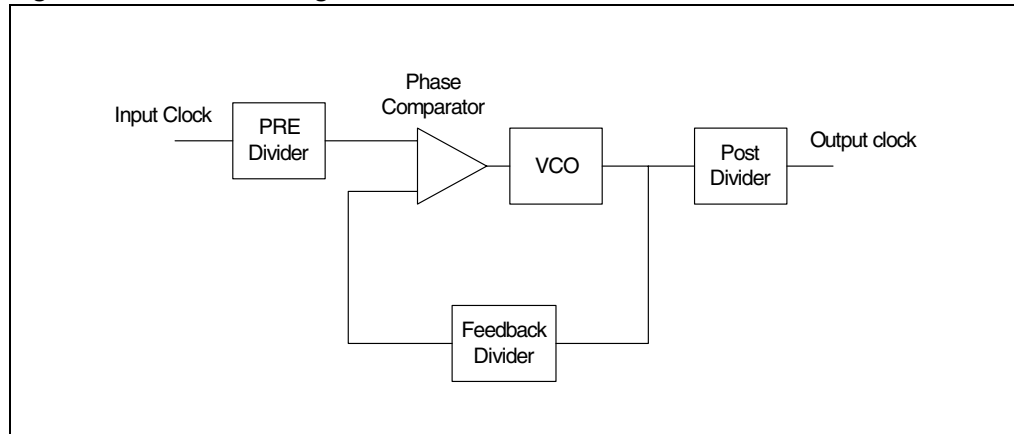 Phase
Comparator
Input Clock
PRE
Divider
VCO
Post
Divider
Output clock
Feedback
Divider